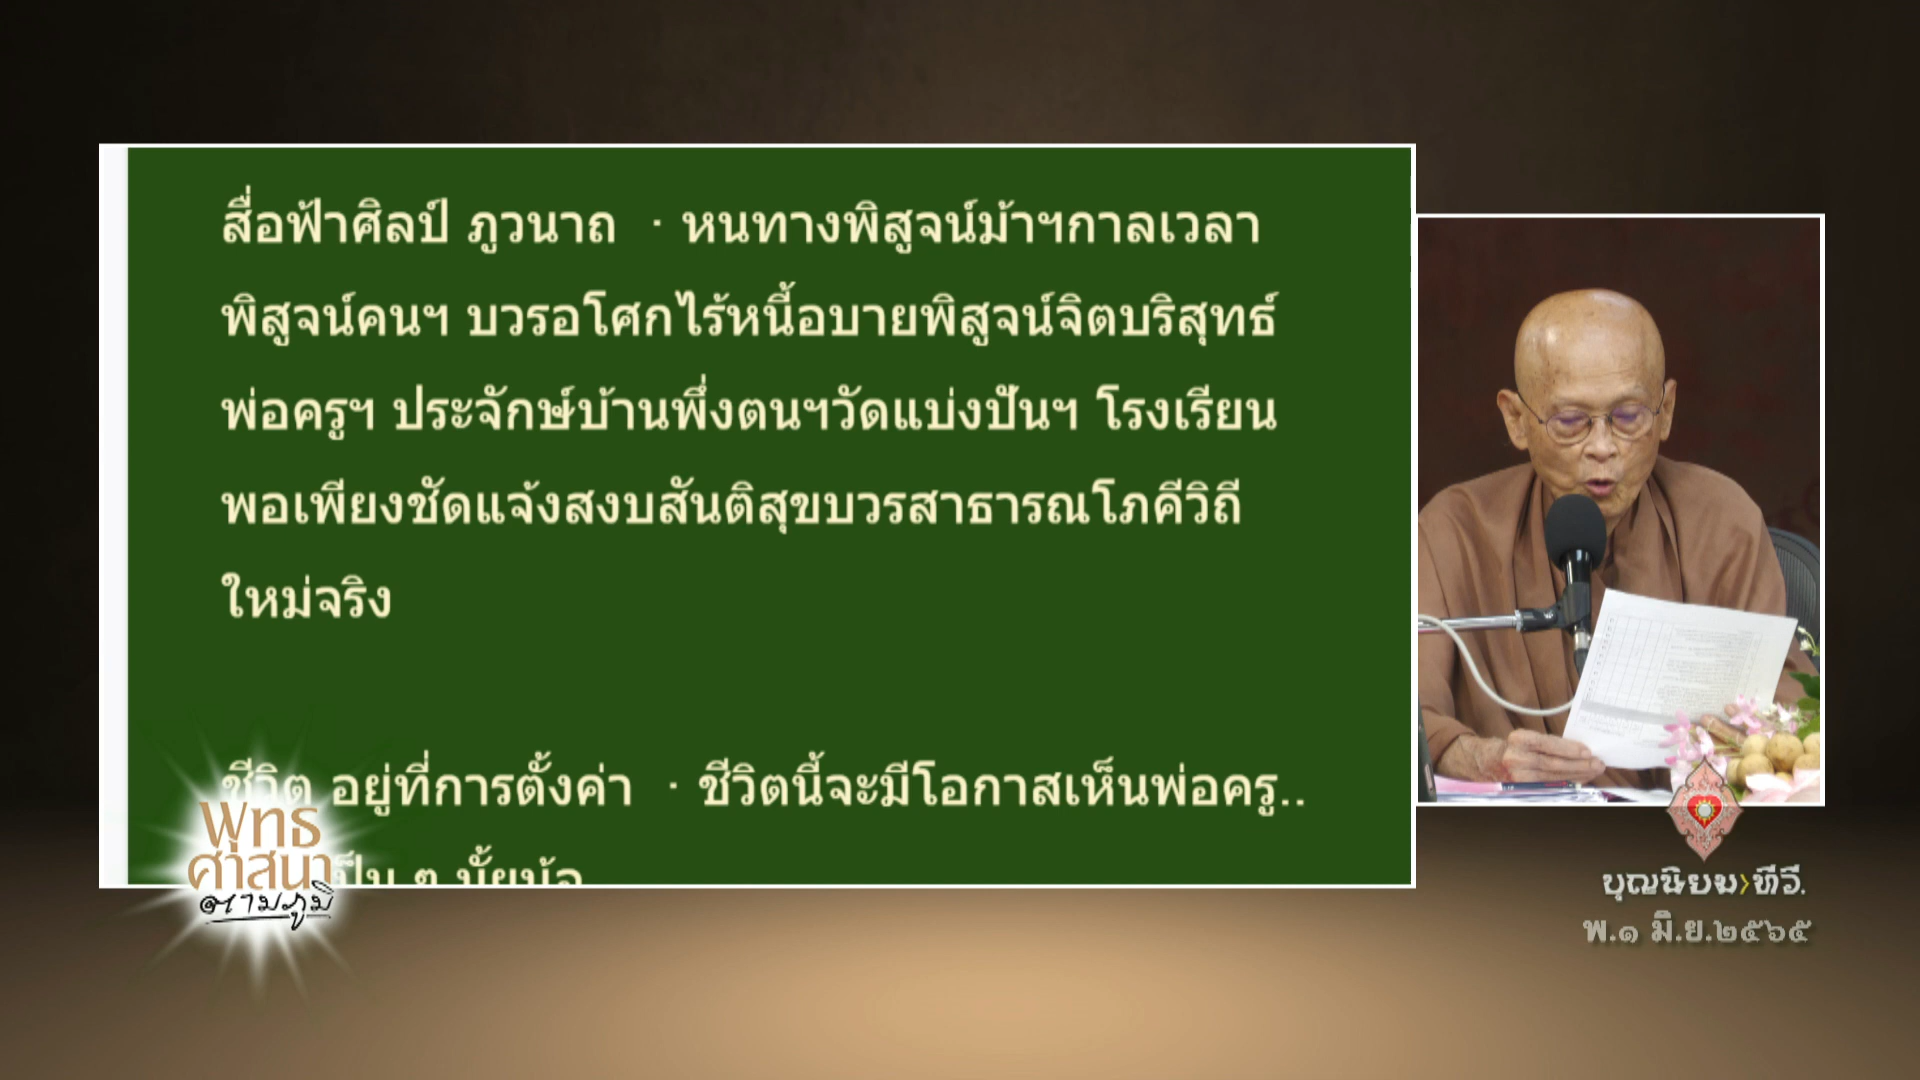 สื่อฟ้าศิลป์ ภูวนาถ · หนทางพิสูจน์ม้าฯกาลเวลา
พิสูจน์คนฯ บวรอโศกไร้หนี้อบายพิสูจน์จิตบริสุทธ์
พ่อครูฯ ประจักษ์บ้านพึ่งตนฯวัดแบ่งปันฯ โรงเรียน
พอเพียงชัดแจ้งสงบสันติสุขบวรสาธารณโภคีวิถี
ใหม่จริง
ชีวิต อยู่ที่การตั้งค่า · ชีวิตนี้จะมีโอกาสเห็นพ่อครู..
พุทธ
ศาสนา
ตามภูมิ
บุญนิยม>ทีวี.
พ.๑ มิ.ย.๒๕๖๕